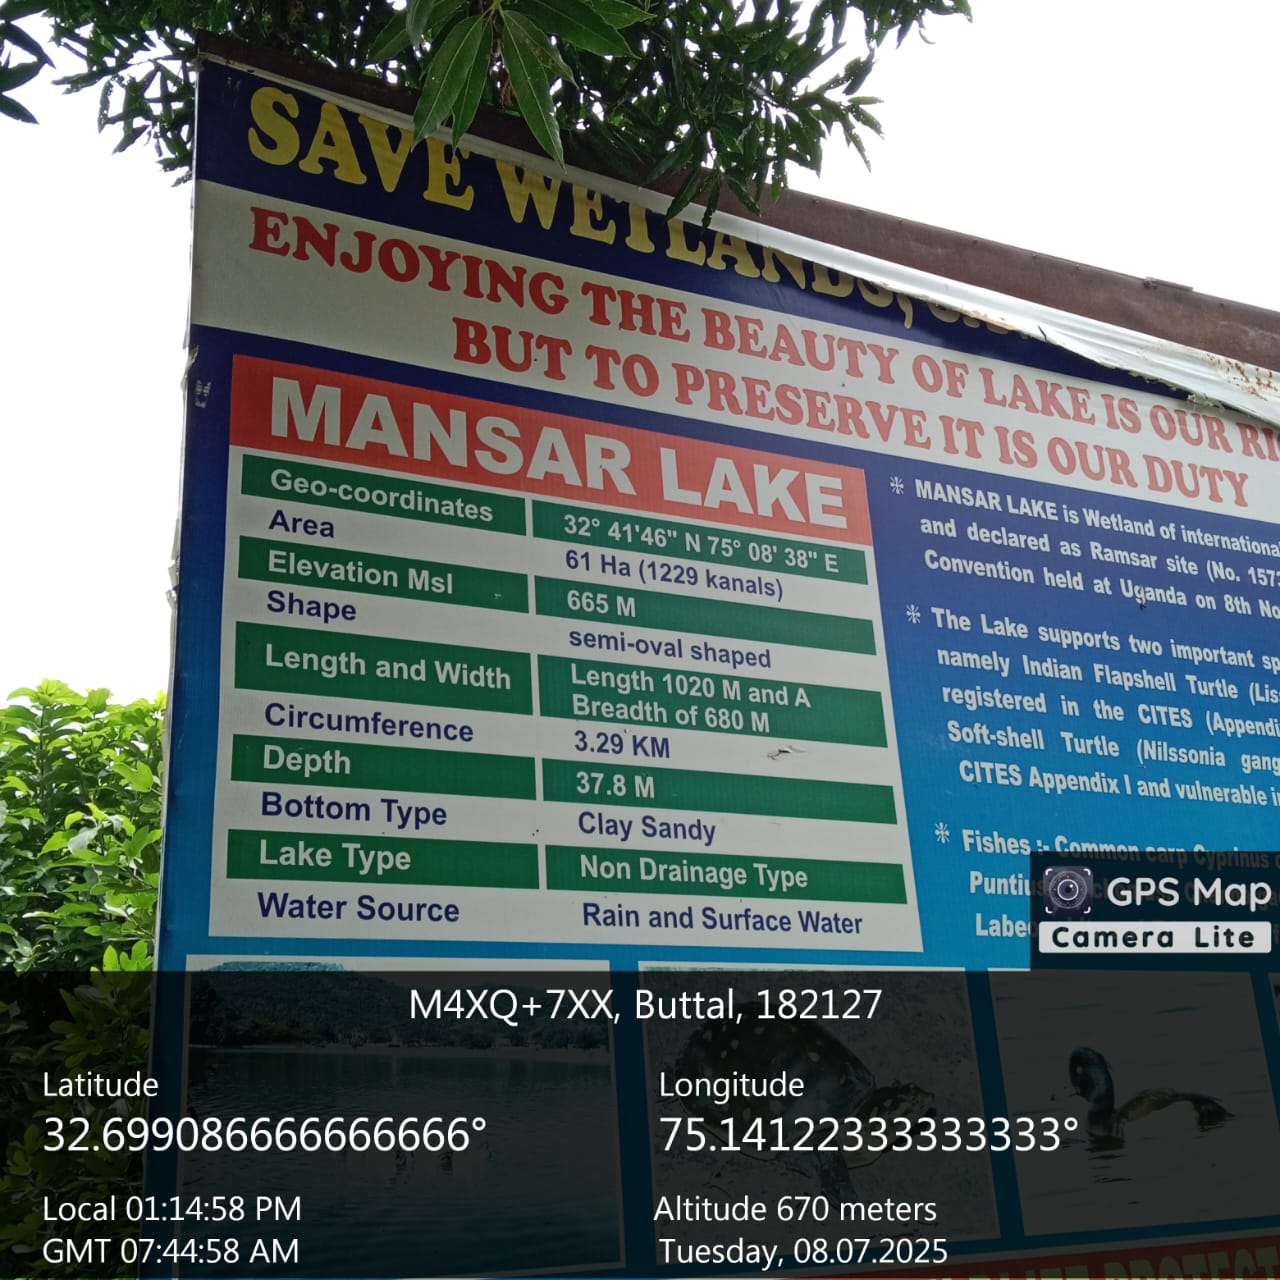 SAVE WETLANDS,
ENJOYING THE BEAUTY OF LAKE IS OUR
BUT TO PRESERVE IT IS OUR DUTY
MANSAR LAKE
Geo-coordinates 32° 41'46" N 75° 08' 38" E
Area 61 Ha (1229 kanals)
Elevation Msl 665 M
Shape semi-oval shaped
Length and Width Length 1020 M and A
Breadth of 680 M
Circumference 3.29 KM
Depth 37.8 M
Bottom Type Clay Sandy
Lake Type Non Drainage Type
Water Source Rain and Surface Water
MANSAR LAKE is Wetland of international
and declared as Ramsar site (No. 1573
Convention held at Uganda on 8th
The Lake supports two important
namely Indian Flapshell Turtle
registered in the CITES
Soft-shell Turtle (Nilssonia
CITES Appendix I and vulnerable
Fishes :- Common carp Cyprinus
GPS Map
Camera Lite
M4XQ+7XX, Buttal, 182127
Latitude
32.699086666666666°
Longitude
75.14122333333333°
Local 01:14:58 PM
GMT 07:44:58 AM
Altitude 670 meters
Tuesday, 08.07.2025